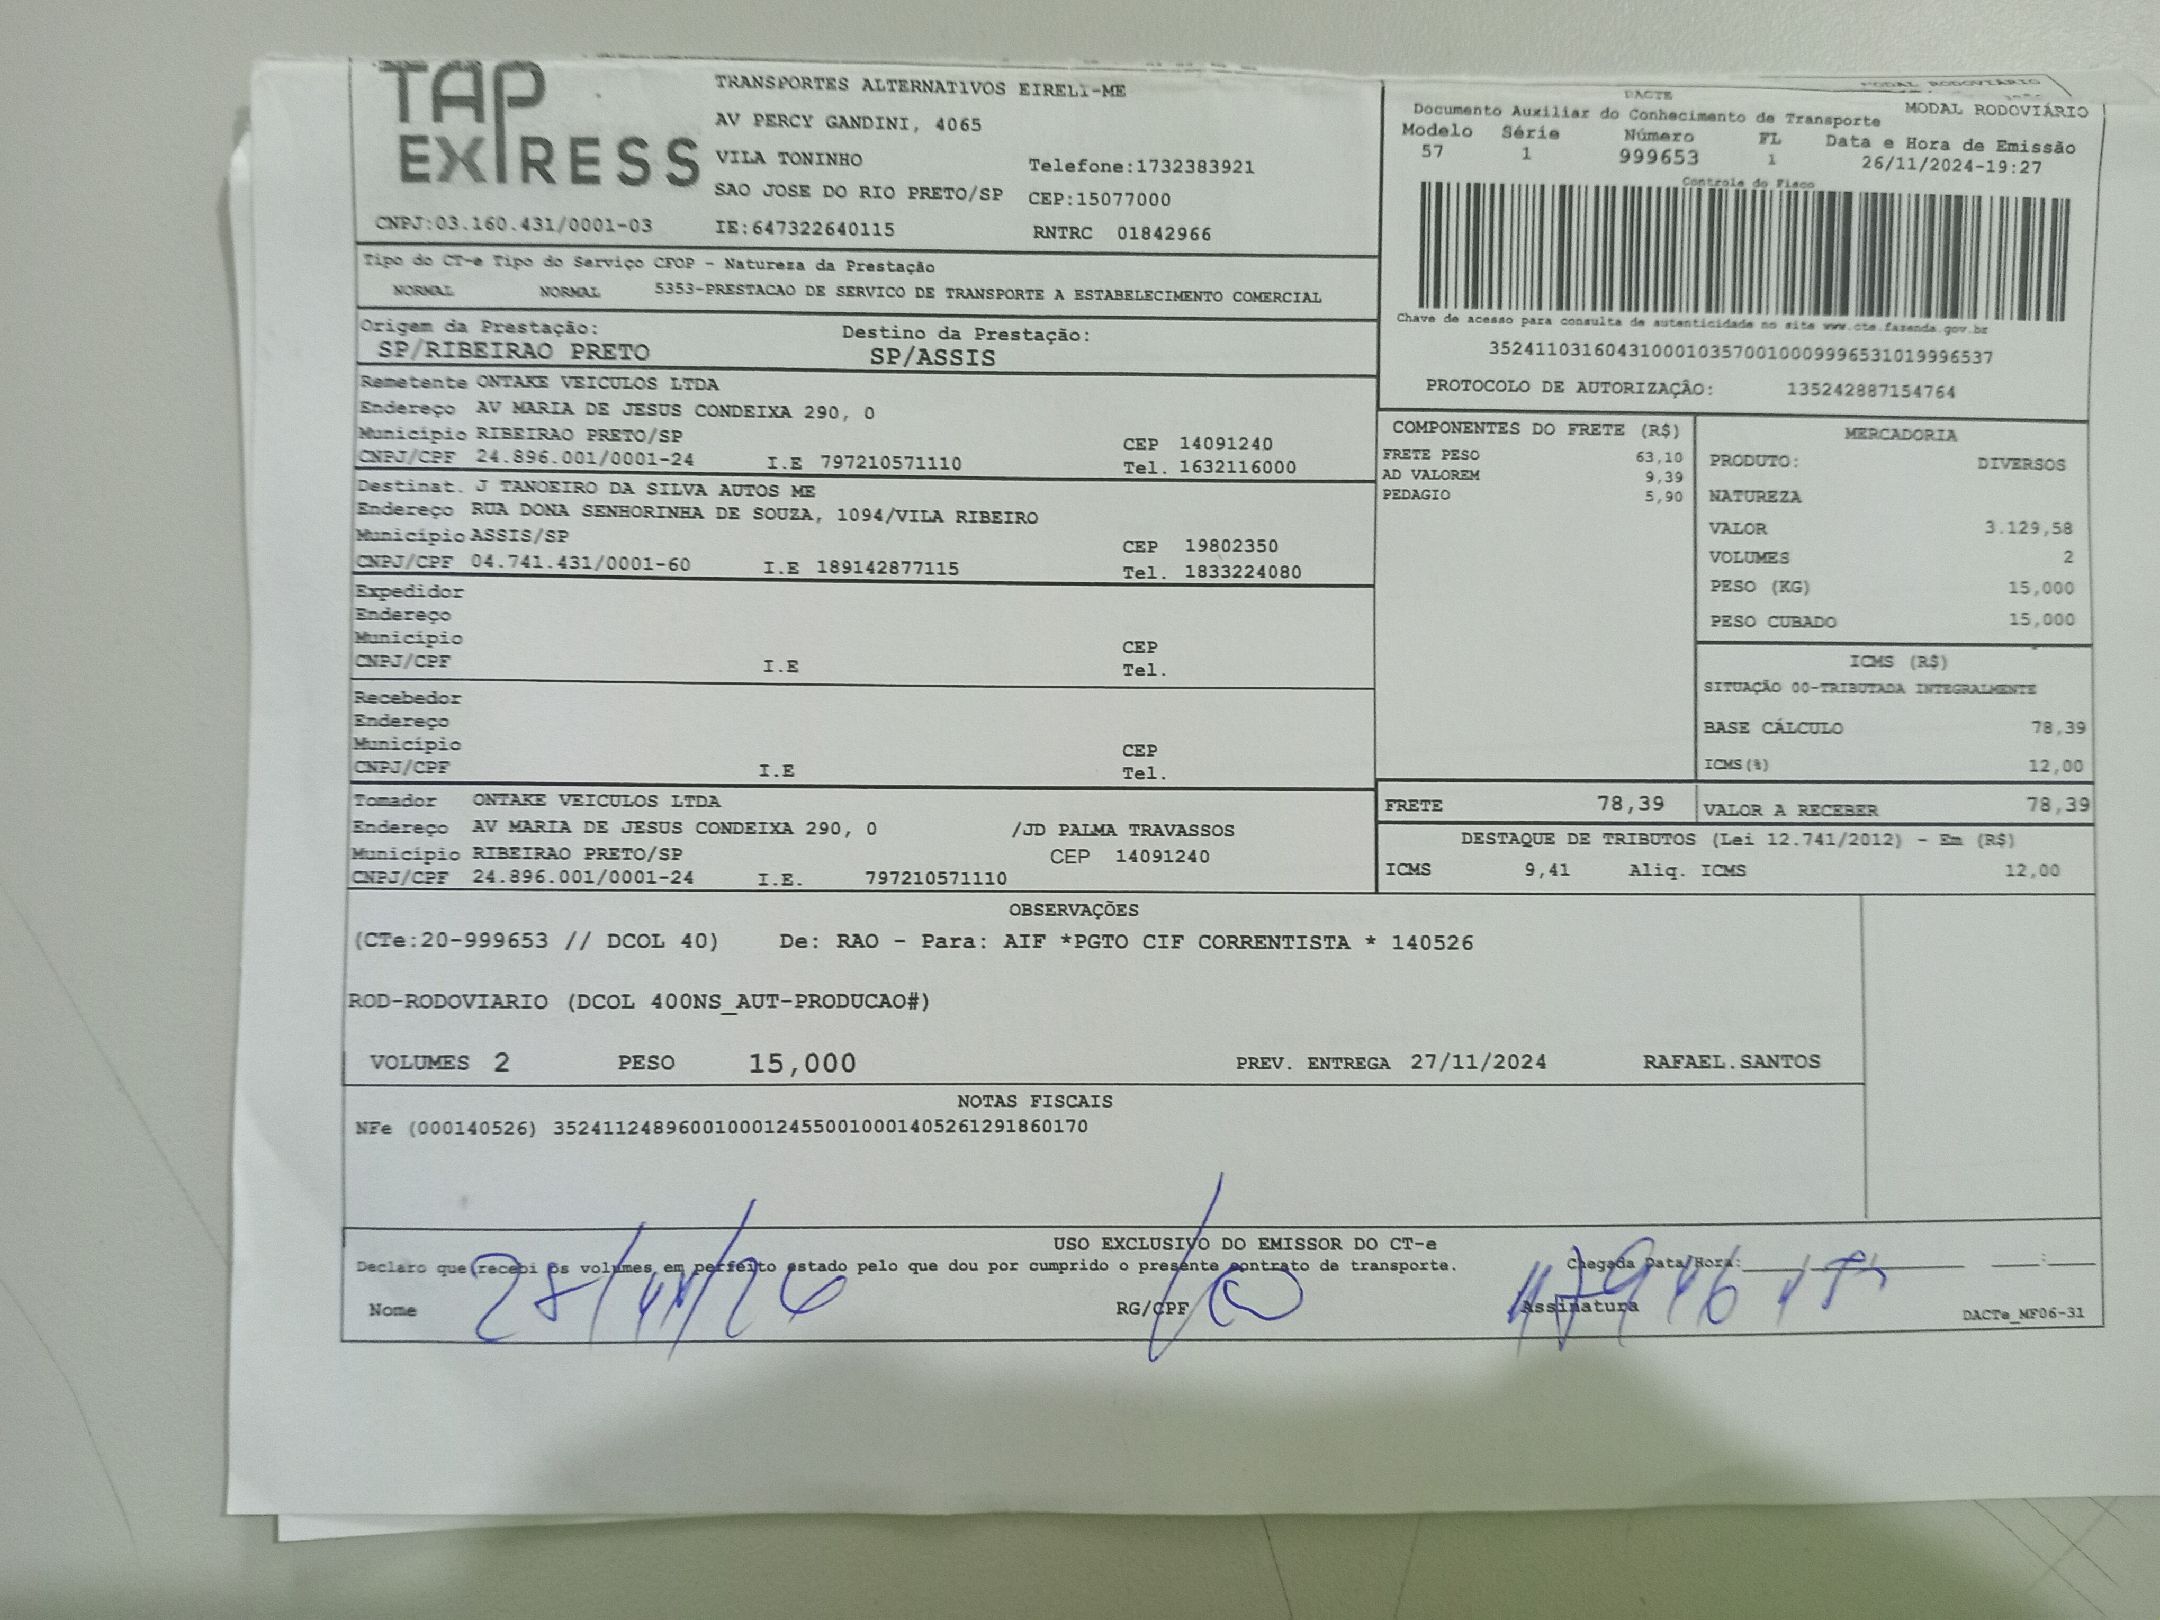 TAP EXPRESS
TRANSPORTES ALTERNATIVOS EIRELI-ME
AV PERCY GANDINI, 4065
VILA TONINHO Telefone:1732383921
SAO JOSE DO RIO PRETO/SP CEP:15077000
CNPJ:03.160.431/0001-03 IE:647322640115 RNTRC 01842966
MODAL RODOVIÁRIO
DACTE MODAL RODOVIÁRIO
Documento Auxiliar do Conhecimento de Transporte
Modelo Série Número FL Data e Hora de Emissão
57 1 999653 1 26/11/2024-19:27
Controle do Fisco
Chave de acesso para consulta de autenticidade no site www.cte.fazenda.gov.br
35241103160431000103570010009996531019996537
PROTOCOLO DE AUTORIZAÇÃO: 135242887154764
Tipo do CT-e Tipo do Serviço CFOP - Natureza da Prestação
NORMAL NORMAL 5353-PRESTACAO DE SERVICO DE TRANSPORTE A ESTABELECIMENTO COMERCIAL
Origem da Prestação: Destino da Prestação:
SP/RIBEIRAO PRETO SP/ASSIS
Remetente ONTAKE VEICULOS LTDA
Endereço AV MARIA DE JESUS CONDEIXA 290, 0
Município RIBEIRAO PRETO/SP CEP 14091240
CNPJ/CPF 24.896.001/0001-24 I.E 797210571110 Tel. 1632116000
Destinat. J TANOEIRO DA SILVA AUTOS ME
Endereço RUA DONA SENHORINHA DE SOUZA, 1094/VILA RIBEIRO
Município ASSIS/SP CEP 19802350
CNPJ/CPF 04.741.431/0001-60 I.E 189142877115 Tel. 1833224080
Expedidor
Endereço
Município CEP
CNPJ/CPF I.E Tel.
Recebedor
Endereço
Município CEP
CNPJ/CPF I.E Tel.
Tomador ONTAKE VEICULOS LTDA
Endereço AV MARIA DE JESUS CONDEIXA 290, 0 /JD PALMA TRAVASSOS
Município RIBEIRAO PRETO/SP CEP 14091240
CNPJ/CPF 24.896.001/0001-24 I.E. 797210571110
COMPONENTES DO FRETE (R$)
FRETE PESO 63,10
AD VALOREM 9,39
PEDAGIO 5,90
MERCADORIA
PRODUTO: DIVERSOS
NATUREZA
VALOR 3.129,58
VOLUMES 2
PESO (KG) 15,000
PESO CUBADO 15,000
ICMS (R$)
SITUAÇÃO 00-TRIBUTADA INTEGRALMENTE
BASE CÁLCULO 78,39
ICMS(%) 12,00
FRETE 78,39 VALOR A RECEBER 78,39
DESTAQUE DE TRIBUTOS (Lei 12.741/2012) - Em (R$)
ICMS 9,41 Aliq. ICMS 12,00
OBSERVAÇÕES
(CTe:20-999653 // DCOL 40) De: RAO - Para: AIF *PGTO CIF CORRENTISTA * 140526
ROD-RODOVIARIO (DCOL 400NS_AUT-PRODUCAO#)
VOLUMES 2 PESO 15,000 PREV. ENTREGA 27/11/2024 RAFAEL.SANTOS
NOTAS FISCAIS
NFe (000140526) 35241124896001000124550010001405261291860170
USO EXCLUSIVO DO EMISSOR DO CT-e
Declaro que recebi os volumes em perfeito estado pelo que dou por cumprido o presente contrato de transporte. Chegada Data/Hora:
Nome RG/CPF Assinatura DACTe_MF06-31